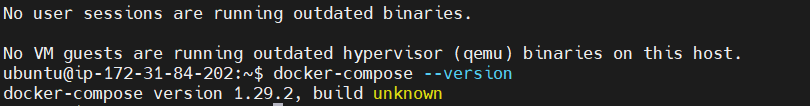 No user sessions are running outdated binaries.
No VM guests are running outdated hypervisor (qemu) binaries on this host.
ubuntu@ip-172-31-84-202:~$ docker-compose --version
docker-compose version 1.29.2, build unknown